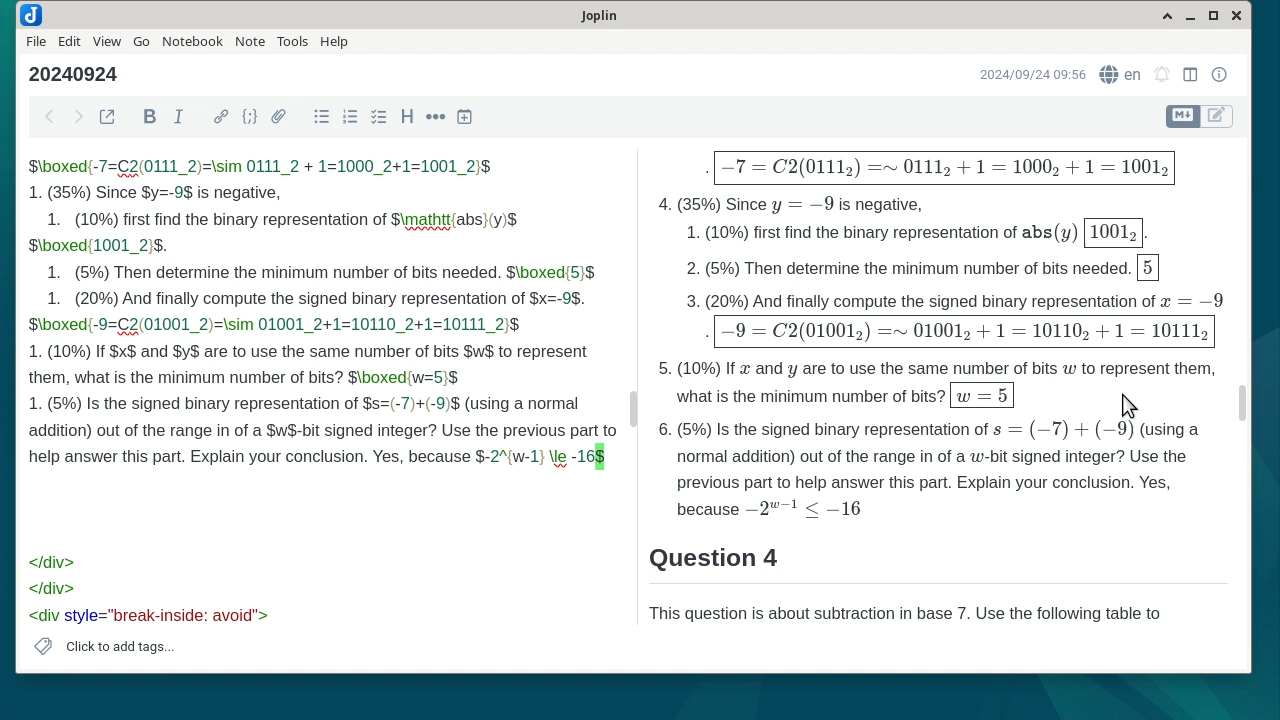 Joplin
File Edit View Go Notebook Note Tools Help
20240924
2024/09/24 09:56 en
B I {;} H M↓
$\boxed{-7=C2(0111_2)=\sim 0111_2 + 1=1000_2+1=1001_2}$
1. (35%) Since $y=-9$ is negative,
1. (10%) first find the binary representation of $\mathtt{abs}(y)$
$\boxed{1001_2}$.
1. (5%) Then determine the minimum number of bits needed. $\boxed{5}$
1. (20%) And finally compute the signed binary representation of $x=-9$.
$\boxed{-9=C2(01001_2)=\sim 01001_2+1=10110_2+1=10111_2}$
1. (10%) If $x$ and $y$ are to use the same number of bits $w$ to represent
them, what is the minimum number of bits? $\boxed{w=5}$
1. (5%) Is the signed binary representation of $s=(-7)+(-9)$ (using a normal
addition) out of the range in of a $w$-bit signed integer? Use the previous part to
help answer this part. Explain your conclusion. Yes, because $-2^{w-1} \le -16$
</div>
</div>
<div style="break-inside: avoid">
. −7 = C2(0111₂) =∼ 0111₂ + 1 = 1000₂ + 1 = 1001₂
4. (35%) Since y = −9 is negative,
1. (10%) first find the binary representation of abs(y) 1001₂.
2. (5%) Then determine the minimum number of bits needed. 5
3. (20%) And finally compute the signed binary representation of x = −9
. −9 = C2(01001₂) =∼ 01001₂ + 1 = 10110₂ + 1 = 10111₂
5. (10%) If x and y are to use the same number of bits w to represent them,
what is the minimum number of bits? w = 5
6. (5%) Is the signed binary representation of s = (−7) + (−9) (using a
normal addition) out of the range in of a w-bit signed integer? Use the
previous part to help answer this part. Explain your conclusion. Yes,
because −2ʷ⁻¹ ≤ −16
Question 4
This question is about subtraction in base 7. Use the following table to
Click to add tags...